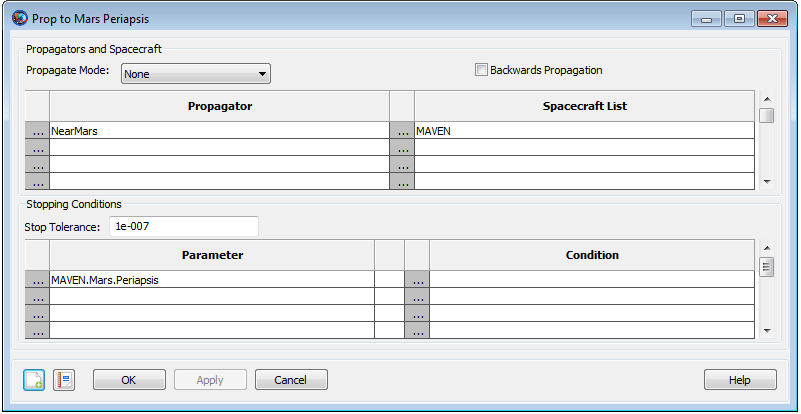 Prop to Mars Periapsis
Propagators and Spacecraft
Propagate Mode: None Backwards Propagation
Propagator Spacecraft List
... NearMars ... MAVEN
... ...
... ...
... ...
Stopping Conditions
Stop Tolerance: 1e-007
Parameter Condition
... MAVEN.Mars.Periapsis ...
... ...
... ...
... ...
OK Apply Cancel Help